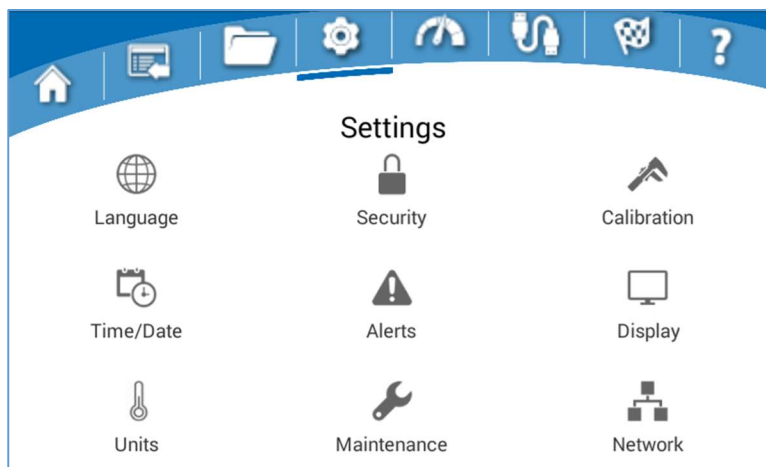 Settings
Language Security Calibration
Time/Date Alerts Display
Units Maintenance Network